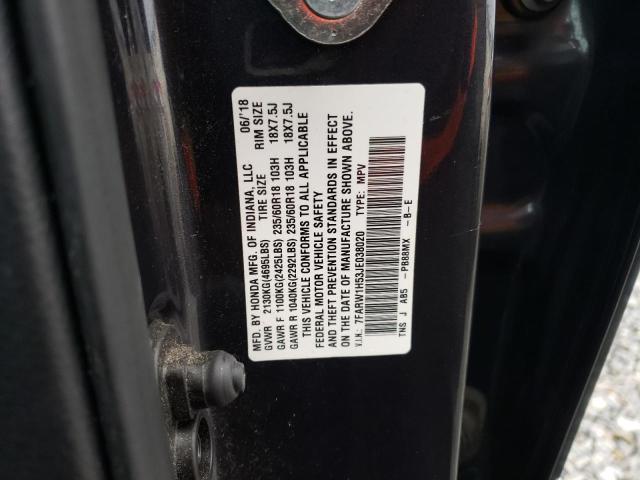 MFD. BY HONDA MFG. OF INDIANA, LLC 06/'18
GVWR 2130KG(4695LBS) TIRE SIZE RIM SIZE
GAWR F 1100KG(2425LBS) 235/60R18 103H 18X7.5J
GAWR R 1040KG(2292LBS) 235/60R18 103H 18X7.5J
THIS VEHICLE CONFORMS TO ALL APPLICABLE
FEDERAL MOTOR VEHICLE SAFETY
AND THEFT PREVENTION STANDARDS IN EFFECT
ON THE DATE OF MANUFACTURE SHOWN ABOVE.
V.I.N.: 7FARW1H53JE038020 TYPE: MPV
TNS J AB5 -PB88MX -B-E